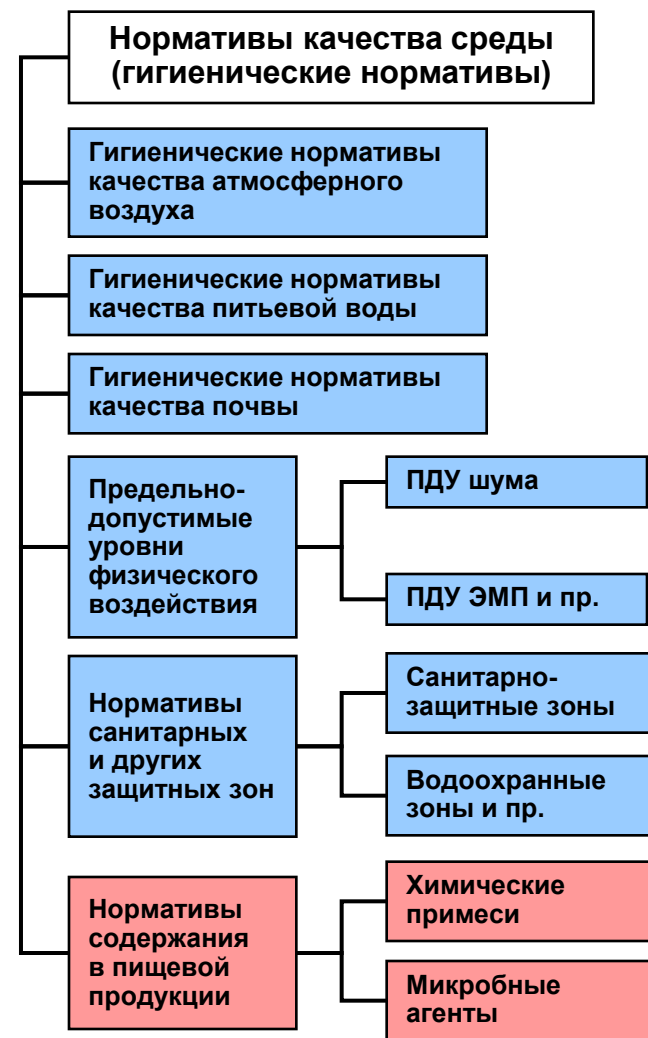 Нормативы качества среды
(гигиенические нормативы)
Гигиенические нормативы
качества атмосферного
воздуха
Гигиенические нормативы
качества питьевой воды
Гигиенические нормативы
качества почвы
Предельно-
допустимые
уровни
физического
воздействия
ПДУ шума
ПДУ ЭМП и пр.
Нормативы
санитарных
и других
защитных зон
Санитарно-
защитные зоны
Водоохранные
зоны и пр.
Нормативы
содержания
в пищевой
продукции
Химические
примеси
Микробные
агенты